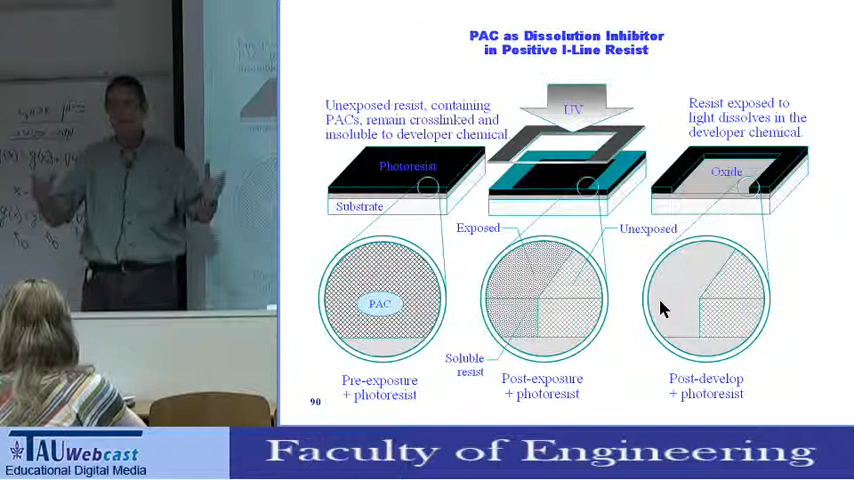 PAC as Dissolution Inhibitor
in Positive I-Line Resist
Unexposed resist, containing
PACs, remain crosslinked and
insoluble to developer chemical.
UV
Resist exposed to
light dissolves in the
developer chemical.
Photoresist
Substrate
Oxide
Exposed
Unexposed
PAC
Soluble
resist
Pre-exposure
+ photoresist
Post-exposure
+ photoresist
Post-develop
+ photoresist
90
TAU Webcast
Educational Digital Media
Faculty of Engineering